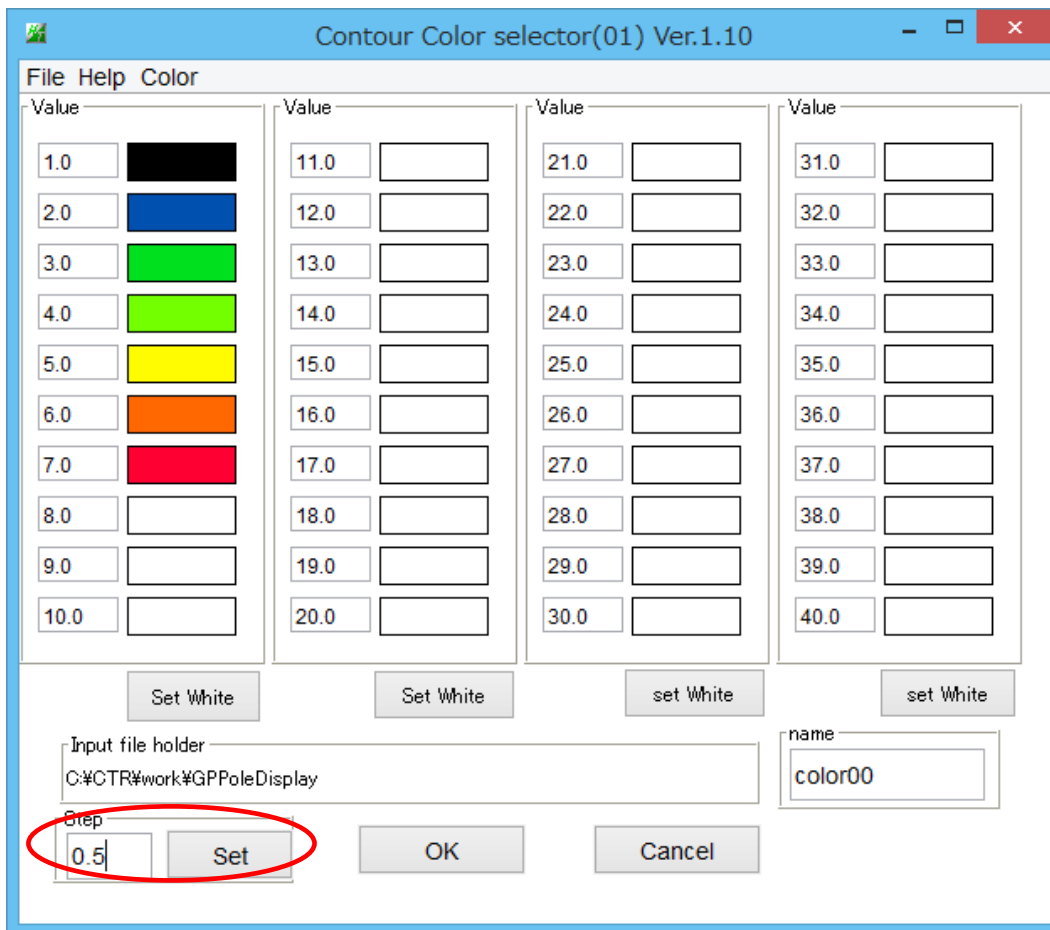 Contour Color selector(01) Ver.1.10
File Help Color
Value Value Value Value
1.0 11.0 21.0 31.0
2.0 12.0 22.0 32.0
3.0 13.0 23.0 33.0
4.0 14.0 24.0 34.0
5.0 15.0 25.0 35.0
6.0 16.0 26.0 36.0
7.0 17.0 27.0 37.0
8.0 18.0 28.0 38.0
9.0 19.0 29.0 39.0
10.0 20.0 30.0 40.0
Set White Set White set White set White
Input file holder name
C:¥CTR¥work¥GPPoleDisplay color00
Step
0.5 Set OK Cancel